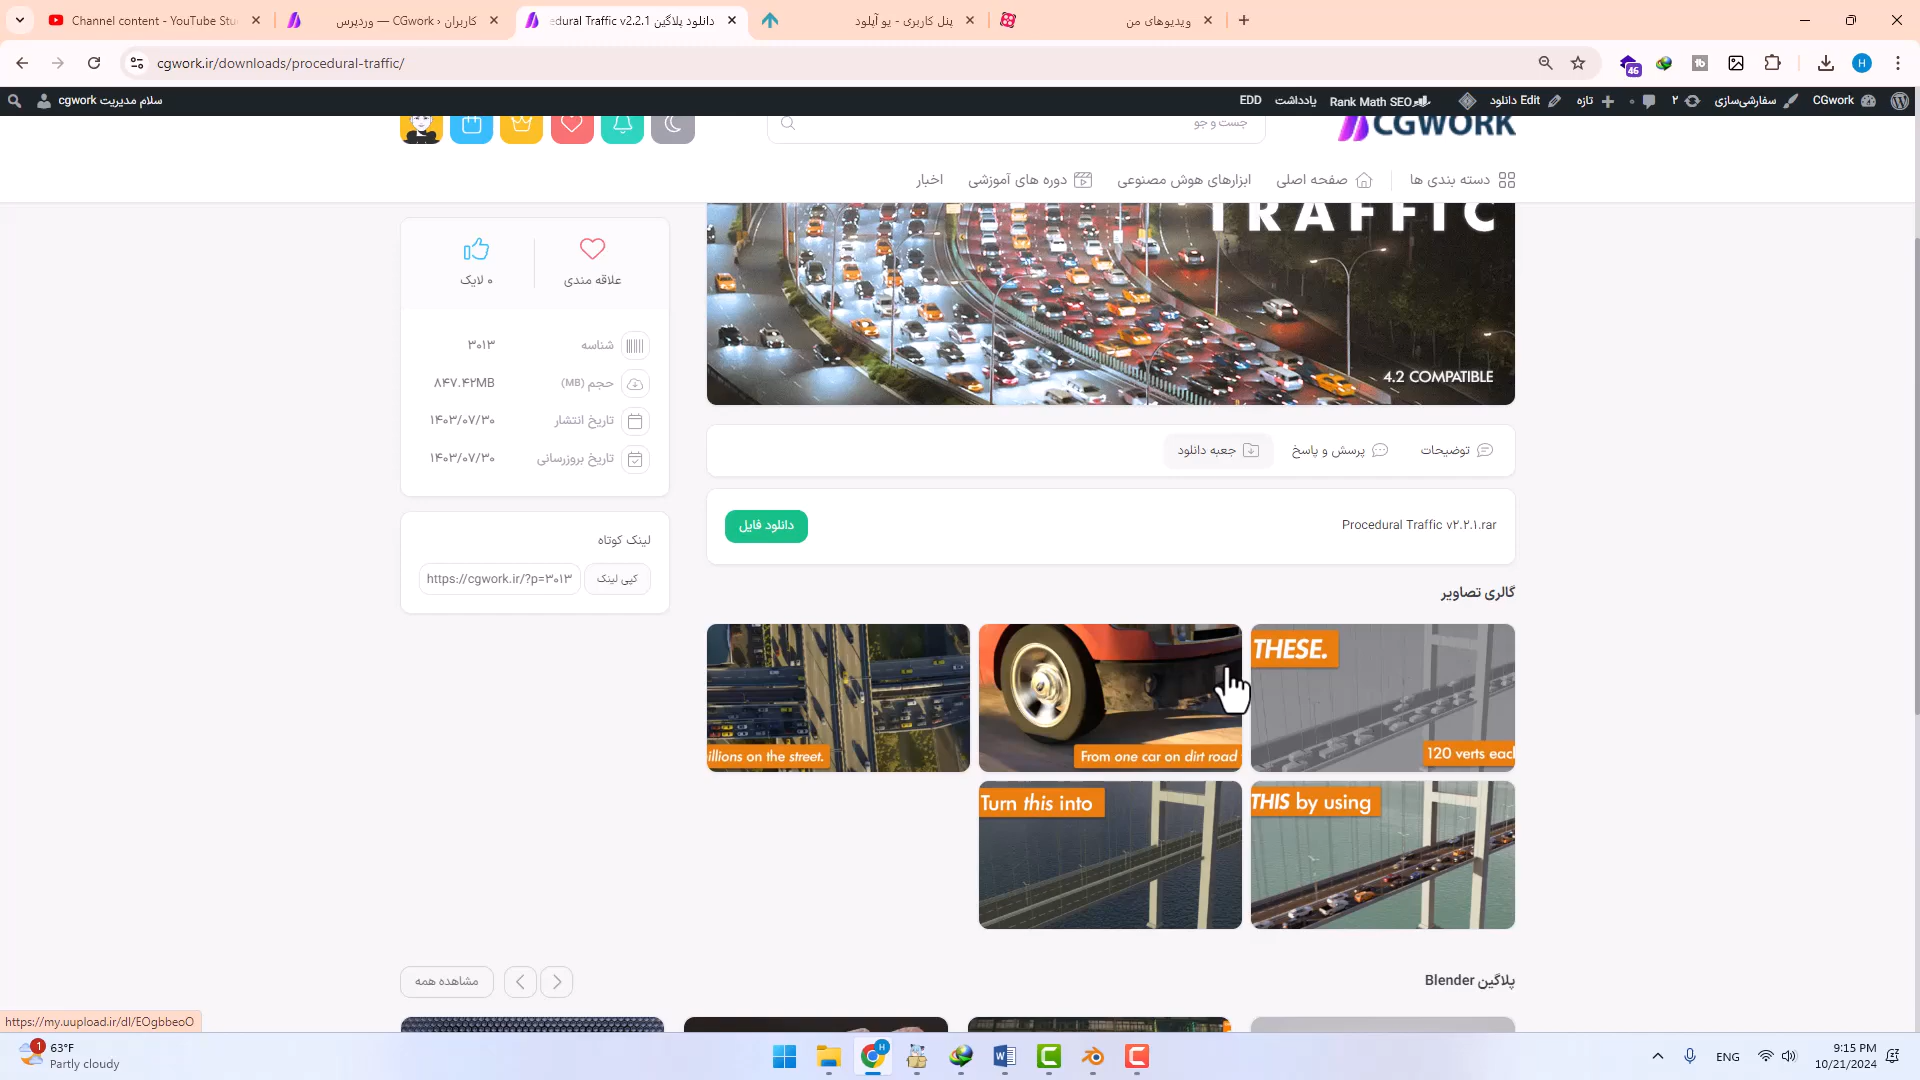 Channel content - YouTube Stu
کاربران ‹ CGwork — وردپرس
دانلود پلاگین Procedural Traffic v2.2.1
پنل کاربری - یو آپلود
ویدیوهای من
cgwork.ir/downloads/procedural-traffic/
46
H
سلام مدیریت cgwork
EDD
یادداشت
Rank Math SEO
Edit دانلود
تازه
۲
سفارشی‌سازی
CGwork
جست و جو
CGWORK
دسته بندی ها
صفحه اصلی
ابزارهای هوش مصنوعی
دوره های آموزشی
اخبار
TRAFFIC
4.2 COMPATIBLE
علاقه مندی
۰ لایک
شناسه
۳۰۱۳
حجم (MB)
۸۴۷.۴۲MB
تاریخ انتشار
۱۴۰۳/۰۷/۳۰
تاریخ بروزرسانی
۱۴۰۳/۰۷/۳۰
لینک کوتاه
کپی لینک
https://cgwork.ir/?p=۳۰۱۳
توضیحات
پرسش و پاسخ
جعبه دانلود
Procedural Traffic v۲.۲.۱.rar
دانلود فایل
گالری تصاویر
THESE.
120 verts eac
From one car on dirt road
illions on the street.
THIS by using
Turn this into
پلاگین Blender
مشاهده همه
https://my.uupload.ir/dl/EOgbbeoO
1
63°F
Partly cloudy
H
ENG
9:15 PM
10/21/2024